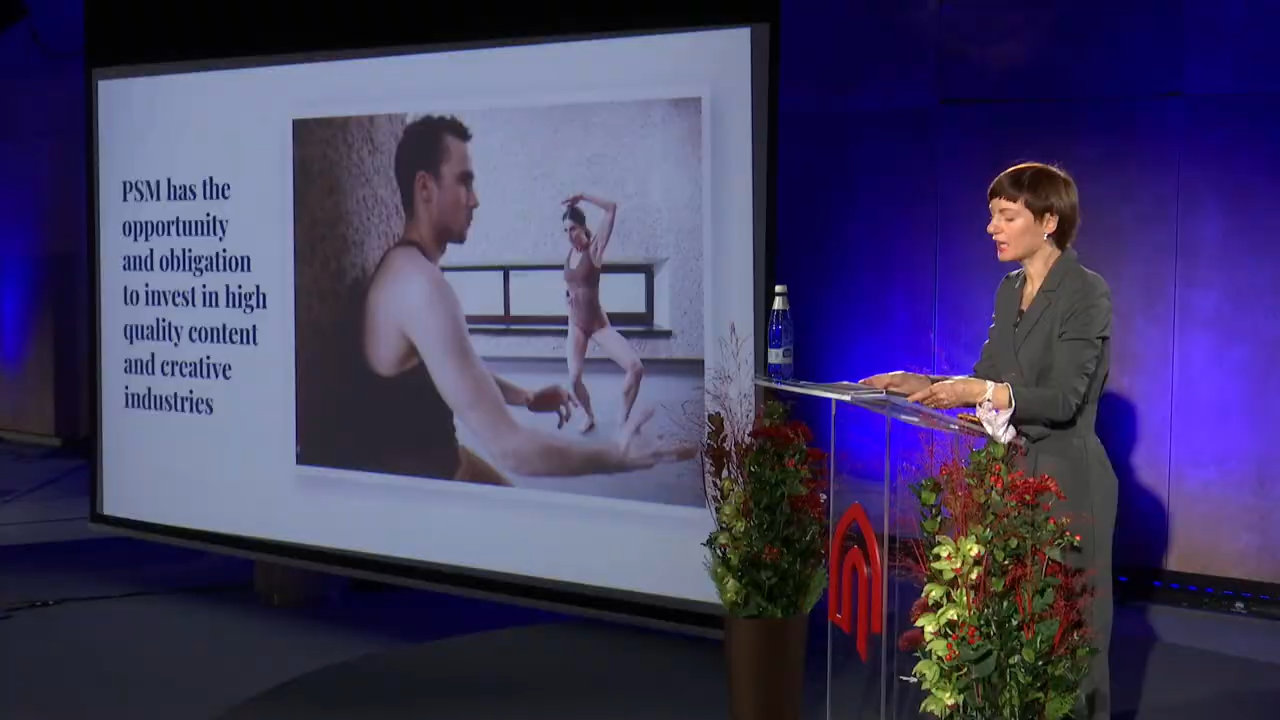 PSM has the
opportunity
and obligation
to invest in high
quality content
and creative
industries